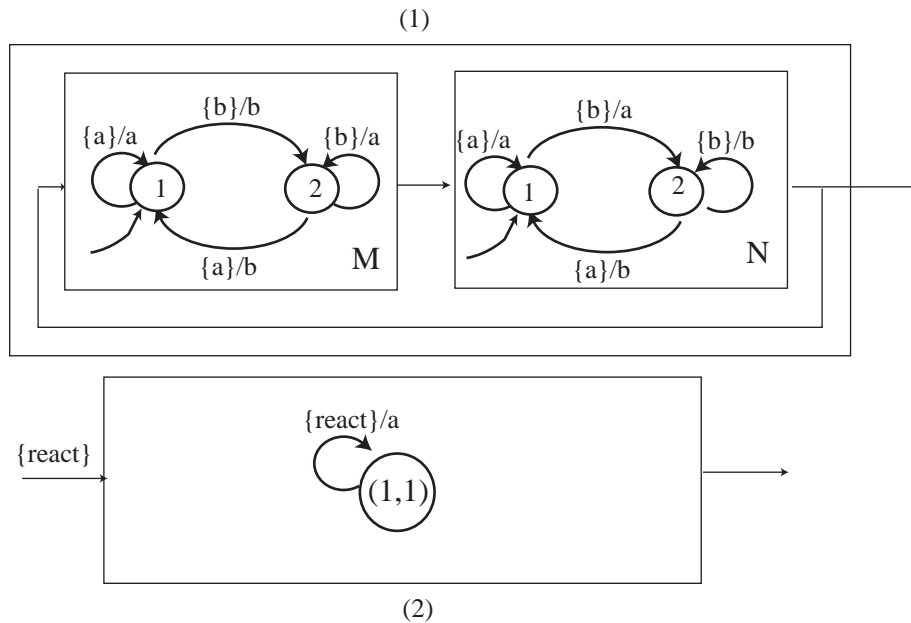 (1)
{b}/b
{a}/a
{b}/a
1
2
{a}/b
M
{b}/a
{a}/a
{b}/b
1
2
{a}/b
N
{react}
{react}/a
(1,1)
(2)